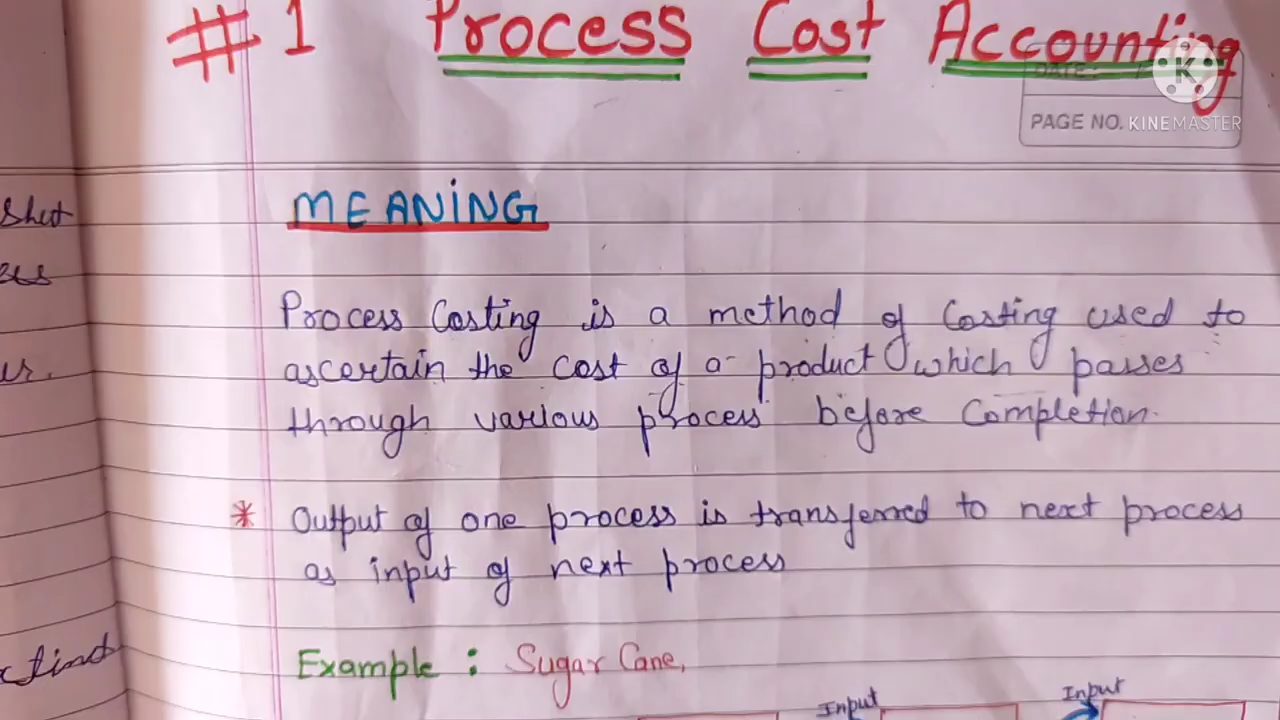 #1 Process Cost Accounting
DATE:
PAGE NO.
KINEMASTER
MEANiNG
Process Costing is a method of Costing used to
ascertain the cost of a product which passes
through various process before Completion.
* Output of one process is transferred to next process
as input of next process
Example : Sugar Cane,
Input
Input